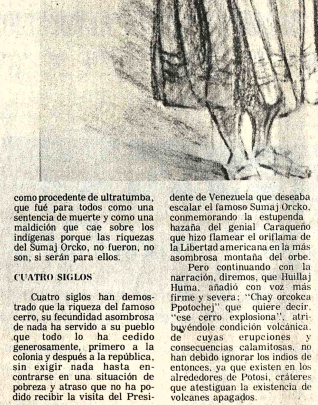 como procedente de ultratumba,
que fué para todos como una
sentencia de muerte y como una
maldición que cae sobre los
indígenas porque las riquezas
del Sumaj Orcko, no fueron, no
son, si serán para ellos.
CUATRO SIGLOS
Cuatro siglos han demos-
trado que la riqueza del famoso
cerro, su fecundidad asombrosa
de nada ha servido a su pueblo
que todo lo ha cedido
generosamente, primero a la
colonia y después a la república,
sin exigir nada hasta en-
contrarse en una situación de
pobreza y atraso que no ha po-
dido recibir la visita del Presi-
dente de Venezuela que deseaba
escalar el famoso Sumaj Orcko,
conmemorando la estupenda
hazaña del genial Caraqueño
que hizo flamear el oriflama de
la Libertad americana en la más
asombrosa montaña del orbe.
Pero continuando con la
narración, diremos, que Huillaj
Huma, añadió con voz más
firme y severa; "Chay orcokca
Ppotochej" que quiere decir,
"ese cerro explosiona", atri-
buyéndole condición volcánica,
de cuyas erupciones y
consecuencias calamitosas, no
han debido ignorar los indios de
entonces, ya que existen en los
alrededores de Potosí, cráteres
que atestiguan la existencia de
volcanes apagados.